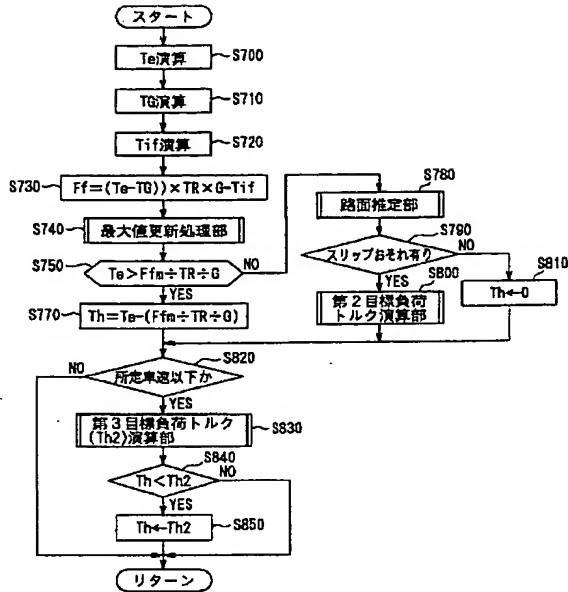 スタート
Te演算
S700
TG演算
S710
Tif演算
S720
S730
Ff=(Te-TG))×TR×G-Tif
S740
最大値更新処理部
S750
Te>Ffm÷TR÷G
NO
YES
S770
Th=Te-(Ffm÷TR÷G)
S780
路面推定部
S790
スリップおそれ有り
NO
YES
S800
第2目標負荷
トルク演算部
S810
Th←0
S820
所定車速以下か
NO
YES
第3目標負荷トルク
(Th2)演算部
S830
S840
Th<Th2
NO
YES
Th←Th2
S850
リターン